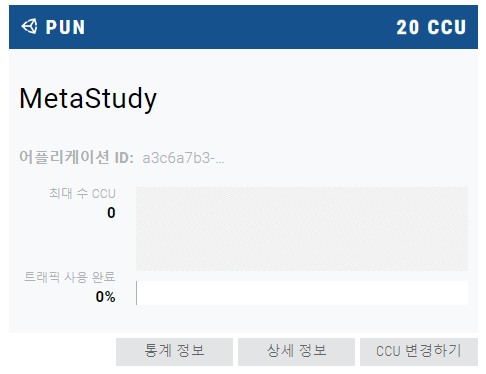 PUN 20 CCU
MetaStudy
어플리케이션 ID: a3c6a7b3-...
최대 수 CCU
0
트래픽 사용 완료
0%
통계 정보 상세 정보 CCU 변경하기